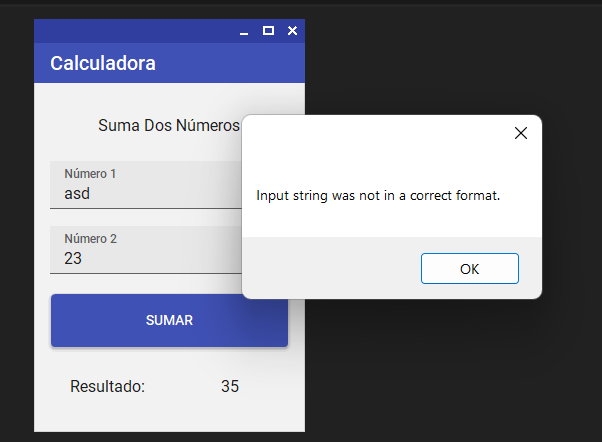 Calculadora
Suma Dos Números
Número 1
asd
Número 2
23
SUMAR
Resultado: 35
Input string was not in a correct format.
OK